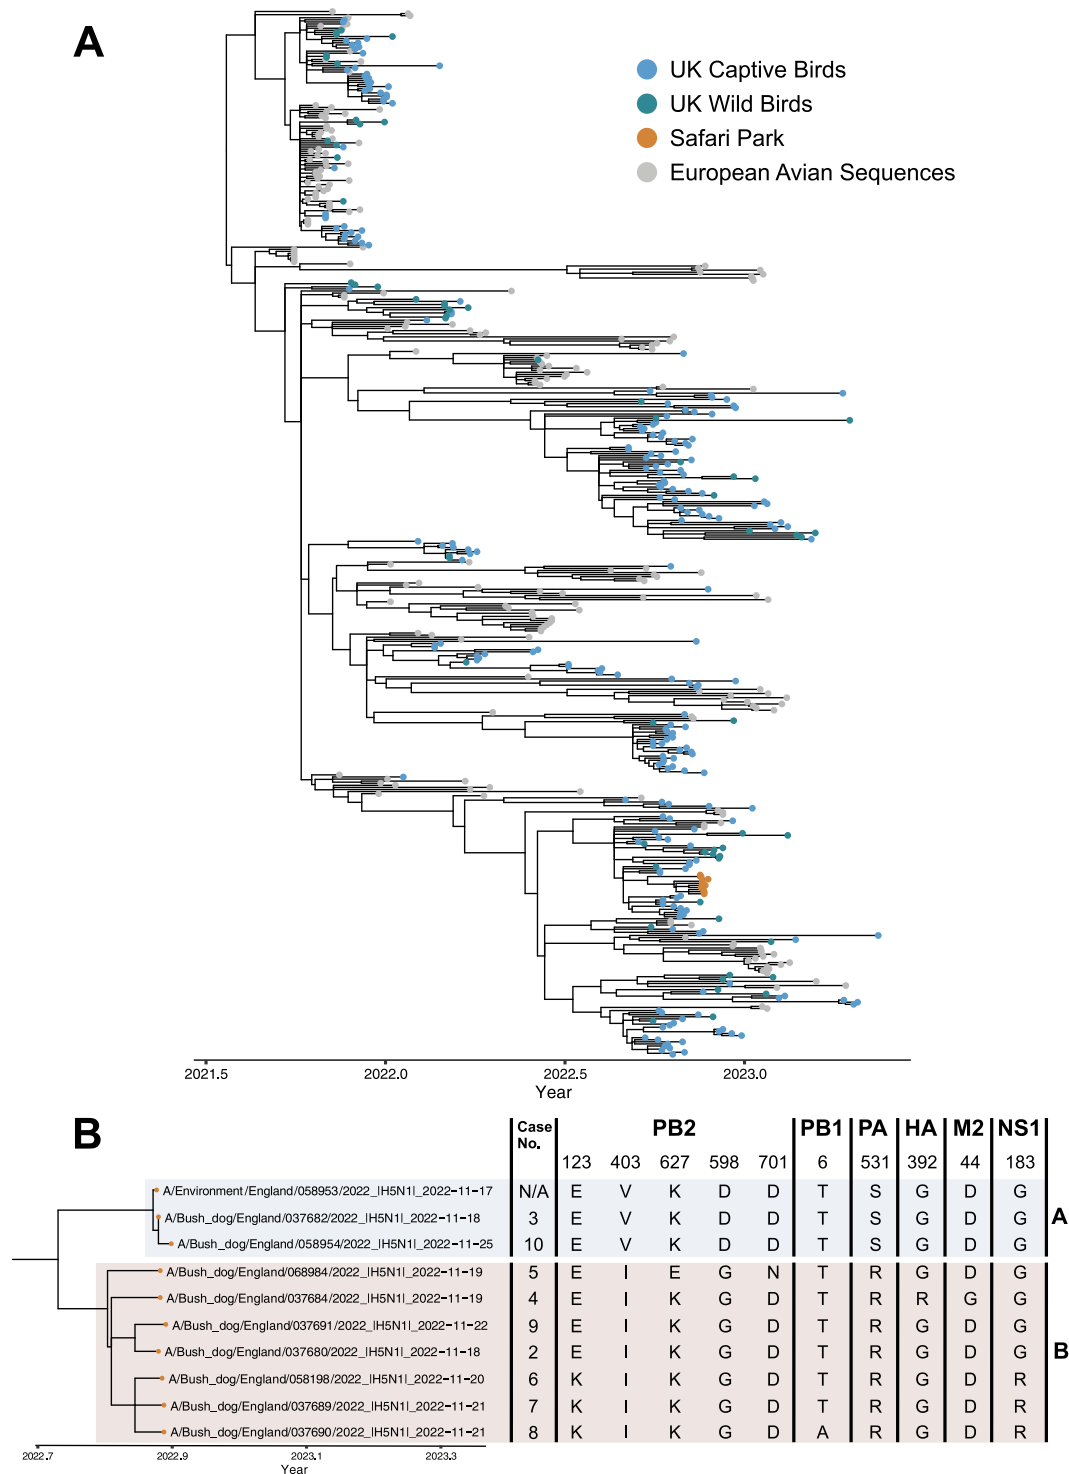 A
UK Captive Birds
UK Wild Birds
Safari Park
European Avian Sequences
2021.5 2022.0 2022.5 2023.0
Year
B
Case No. PB2 PB1 PA HA M2 NS1
123 403 627 598 701 6 531 392 44 183
A/Environment/England/058953/2022_|H5N1|_2022-11-17 N/A E V K D D T S G D G
A/Bush_dog/England/037682/2022_|H5N1|_2022-11-18 3 E V K D D T S G D G A
A/Bush_dog/England/058954/2022_|H5N1|_2022-11-25 10 E V K D D T S G D G
A/Bush_dog/England/068984/2022_|H5N1|_2022-11-19 5 E I E G N T R G D G
A/Bush_dog/England/037684/2022_|H5N1|_2022-11-19 4 E I K G D T R R G G
A/Bush_dog/England/037691/2022_|H5N1|_2022-11-22 9 E I K G D T R G D G
A/Bush_dog/England/037680/2022_|H5N1|_2022-11-18 2 E I K G D T R G D G B
A/Bush_dog/England/058198/2022_|H5N1|_2022-11-20 6 K I K G D T R G D R
A/Bush_dog/England/037689/2022_|H5N1|_2022-11-21 7 K I K G D T R G D R
A/Bush_dog/England/037690/2022_|H5N1|_2022-11-21 8 K I K G D A R G D R
2022.7 2022.9 2023.1 2023.3
Year